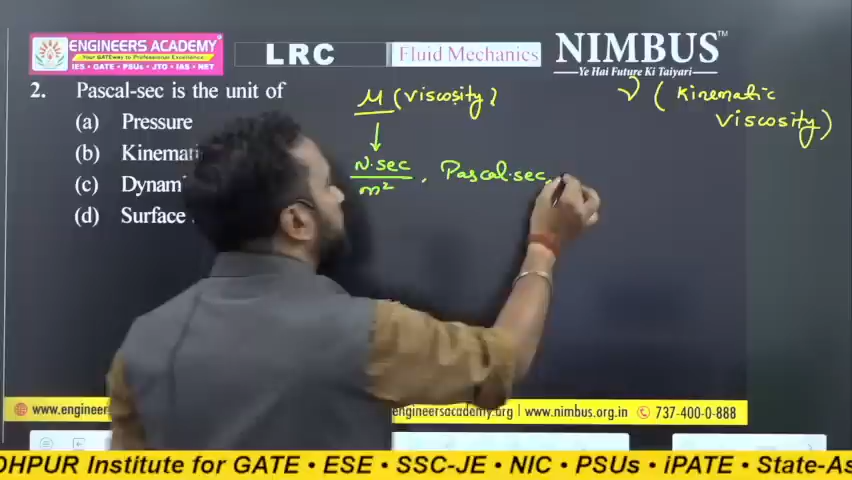 ENGINEERS ACADEMY
Your GATEway to Professional Excellence
IES • GATE • PSUs • JTO • IAS • NET
LRC
Fluid Mechanics
NIMBUS™
Ye Hai Future Ki Taiyari
2. Pascal-sec is the unit of
(a) Pressure
(b) Kinemati
(c) Dynam
(d) Surface
μ (viscosity)
N·sec
m²
, Pascal·sec,
ν (Kinematic
viscosity)
www.engineer
engineersacademy.org | www.nimbus.org.in 737-400-0-888
DHPUR Institute for GATE • ESE • SSC-JE • NIC • PSUs • iPATE • State-As